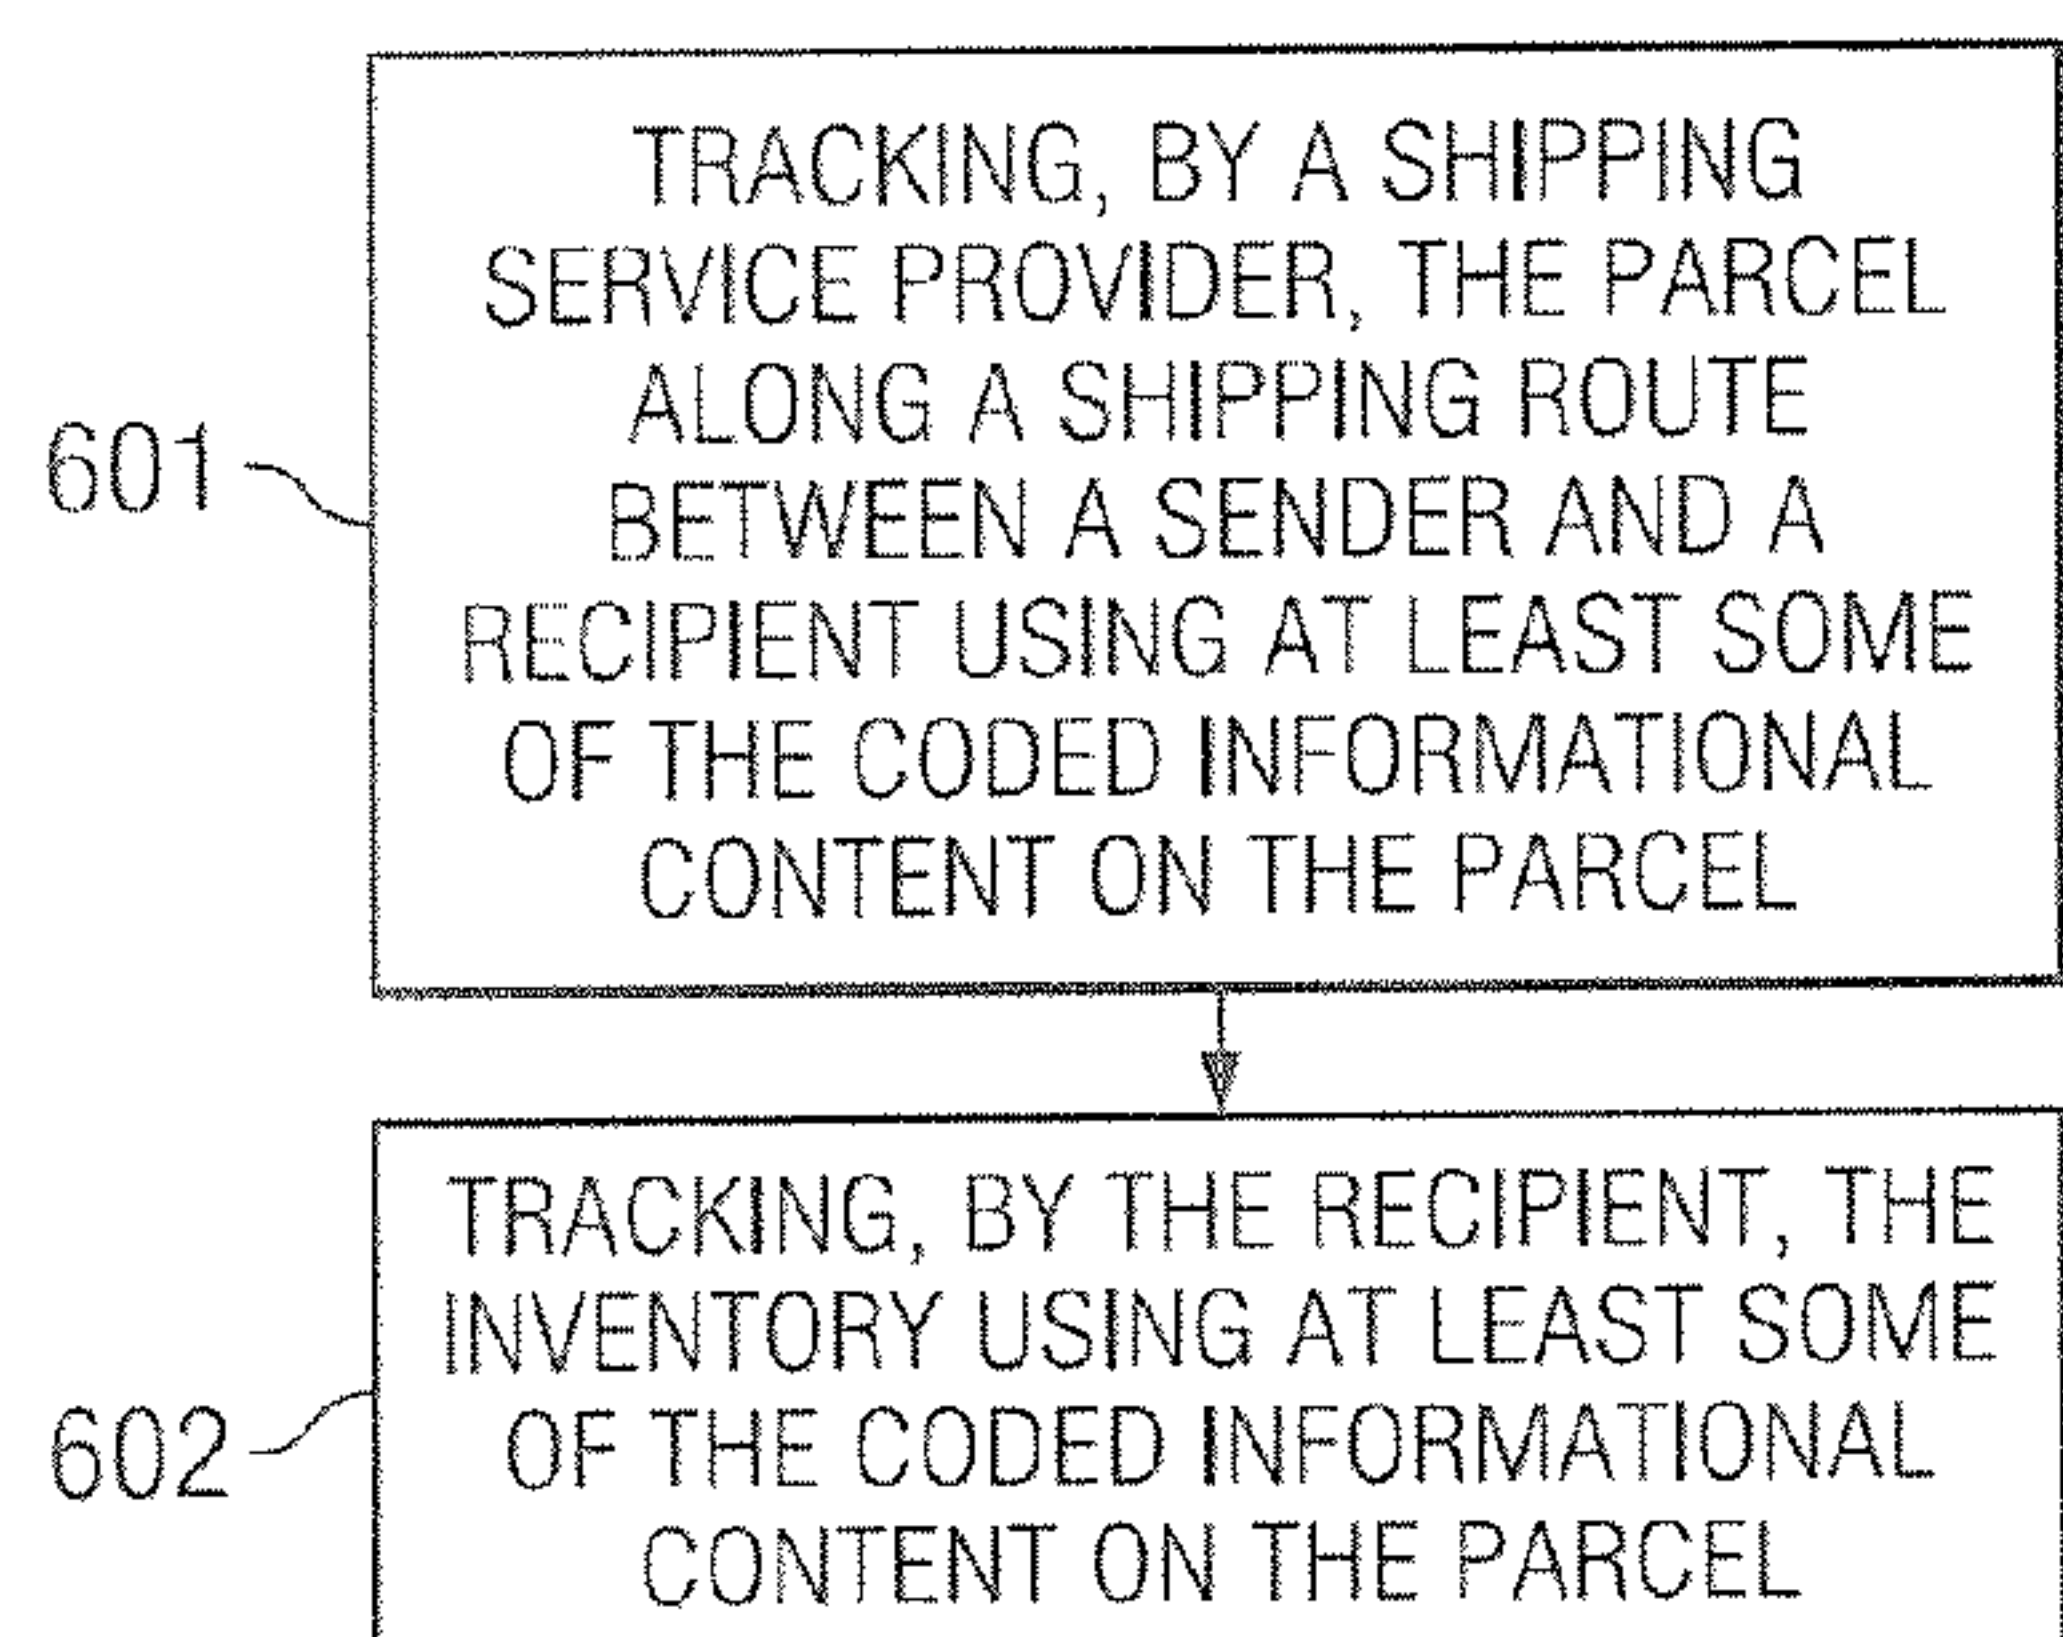 TRACKING, BY A SHIPPING
SERVICE PROVIDER, THE PARCEL
ALONG A SHIPPING ROUTE
601
BETWEEN A SENDER AND A
RECIPIENT USING AT LEAST SOME
OF THE CODED INFORMATIONAL
CONTENT ON THE PARCEL
TRACKING, BY THE RECIPIENT, THE
INVENTORY USING AT LEAST SOME
602
OF THE CODED INFORMATIONAL
CONTENT ON THE PARCEL